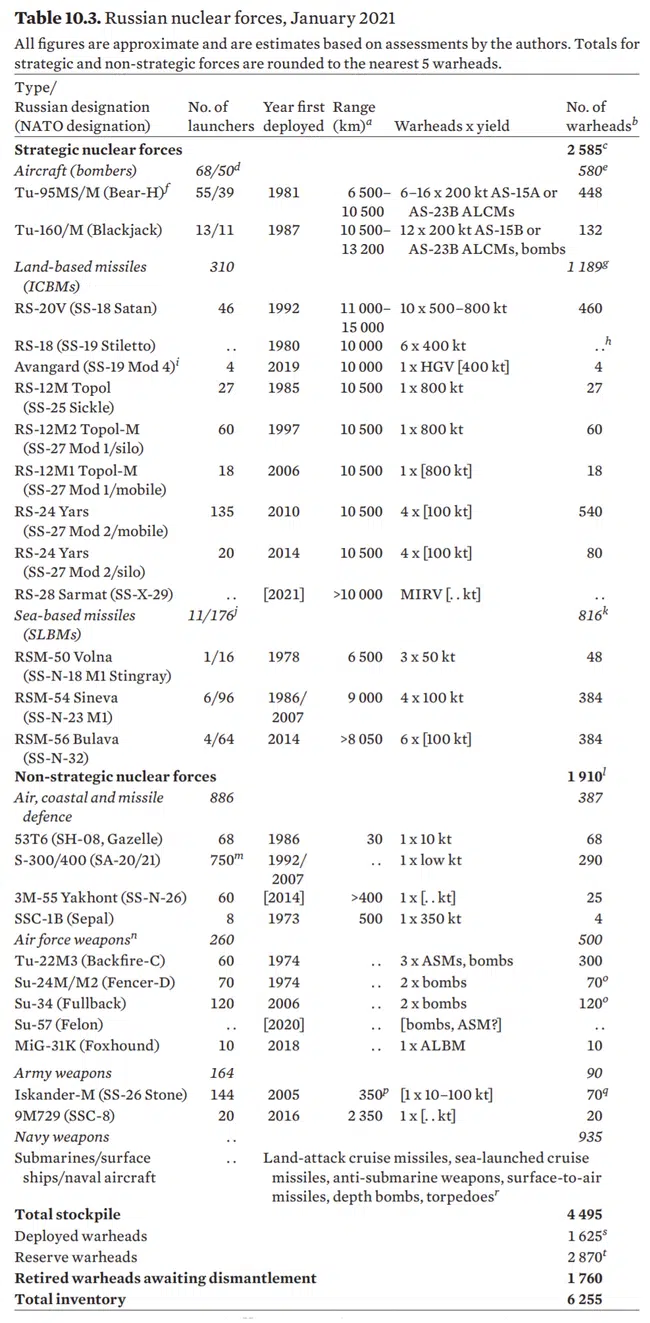 Table 10.3. Russian nuclear forces, January 2021
All figures are approximate and are estimates based on assessments by the authors. Totals for
strategic and non-strategic forces are rounded to the nearest 5 warheads.
Type/
Russian designation No. of Year first Range No. of
(NATO designation) launchers deployed (km)a Warheads x yield warheadsb
Strategic nuclear forces 2 585c
Aircraft (bombers) 68/50d 580e
Tu-95MS/M (Bear-H)f 55/39 1981 6 500– 6–16 x 200 kt AS-15A or 448
10 500 AS-23B ALCMs
Tu-160/M (Blackjack) 13/11 1987 10 500– 12 x 200 kt AS-15B or 132
13 200 AS-23B ALCMs, bombs
Land-based missiles 310 1 189g
(ICBMs)
RS-20V (SS-18 Satan) 46 1992 11 000– 10 x 500–800 kt 460
15 000
RS-18 (SS-19 Stiletto) . . 1980 10 000 6 x 400 kt . .h
Avangard (SS-19 Mod 4)i 4 2019 10 000 1 x HGV [400 kt] 4
RS-12M Topol 27 1985 10 500 1 x 800 kt 27
(SS-25 Sickle)
RS-12M2 Topol-M 60 1997 10 500 1 x 800 kt 60
(SS-27 Mod 1/silo)
RS-12M1 Topol-M 18 2006 10 500 1 x [800 kt] 18
(SS-27 Mod 1/mobile)
RS-24 Yars 135 2010 10 500 4 x [100 kt] 540
(SS-27 Mod 2/mobile)
RS-24 Yars 20 2014 10 500 4 x [100 kt] 80
(SS-27 Mod 2/silo)
RS-28 Sarmat (SS-X-29) . . [2021] >10 000 MIRV [. . kt] . .
Sea-based missiles 11/176j 816k
(SLBMs)
RSM-50 Volna 1/16 1978 6 500 3 x 50 kt 48
(SS-N-18 M1 Stingray)
RSM-54 Sineva 6/96 1986/ 9 000 4 x 100 kt 384
(SS-N-23 M1) 2007
RSM-56 Bulava 4/64 2014 >8 050 6 x [100 kt] 384
(SS-N-32)
Non-strategic nuclear forces 1 910l
Air, coastal and missile 886 387
defence
53T6 (SH-08, Gazelle) 68 1986 30 1 x 10 kt 68
S-300/400 (SA-20/21) 750m 1992/ . . 1 x low kt 290
2007
3M-55 Yakhont (SS-N-26) 60 [2014] >400 1 x [. . kt] 25
SSC-1B (Sepal) 8 1973 500 1 x 350 kt 4
Air force weaponsn 260 500
Tu-22M3 (Backfire-C) 60 1974 . . 3 x ASMs, bombs 300
Su-24M/M2 (Fencer-D) 70 1974 . . 2 x bombs 70o
Su-34 (Fullback) 120 2006 . . 2 x bombs 120o
Su-57 (Felon) . . [2020] . . [bombs, ASM?] . .
MiG-31K (Foxhound) 10 2018 . . 1 x ALBM 10
Army weapons 164 90
Iskander-M (SS-26 Stone) 144 2005 350p [1 x 10–100 kt] 70q
9M729 (SSC-8) 20 2016 2 350 1 x [. . kt] 20
Navy weapons . . 935
Submarines/surface . . Land-attack cruise missiles, sea-launched cruise
ships/naval aircraft missiles, anti-submarine weapons, surface-to-air
missiles, depth bombs, torpedoesr
Total stockpile 4 495
Deployed warheads 1 625s
Reserve warheads 2 870t
Retired warheads awaiting dismantlement 1 760
Total inventory 6 255